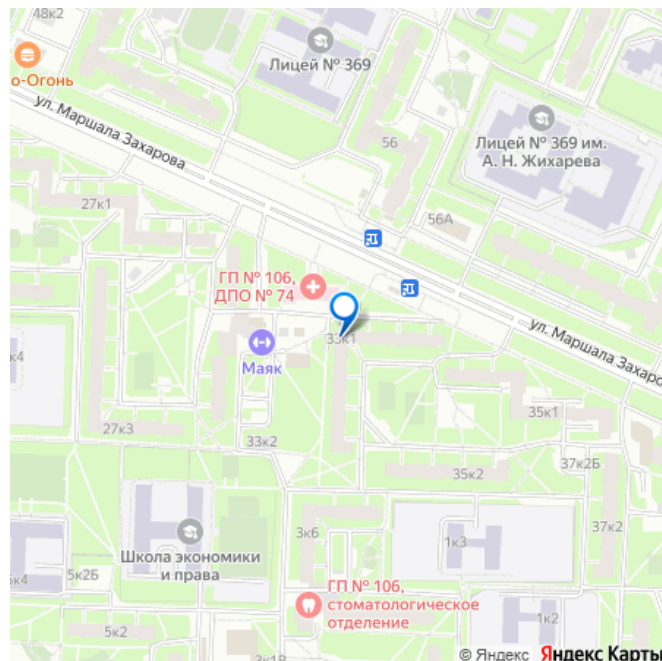 48к2
о-Огонь
Лицей № 369
ул. Маршала Захарова
56
Лицей № 369 им.
А. Н. Жихарева
27к1
56А
ГП № 106,
ДПО № 74
ул. Маршала Захаро
33к1
к4
Маяк
27к3
33к2
35к1
35к2
37к2Б
37к2
3к6
1к3
Школа экономики
и права
5к4
5к2Б
ГП № 106,
стоматологическое
отделение
5к2
1к2
3к1В
© Яндекс Яндекс Карты